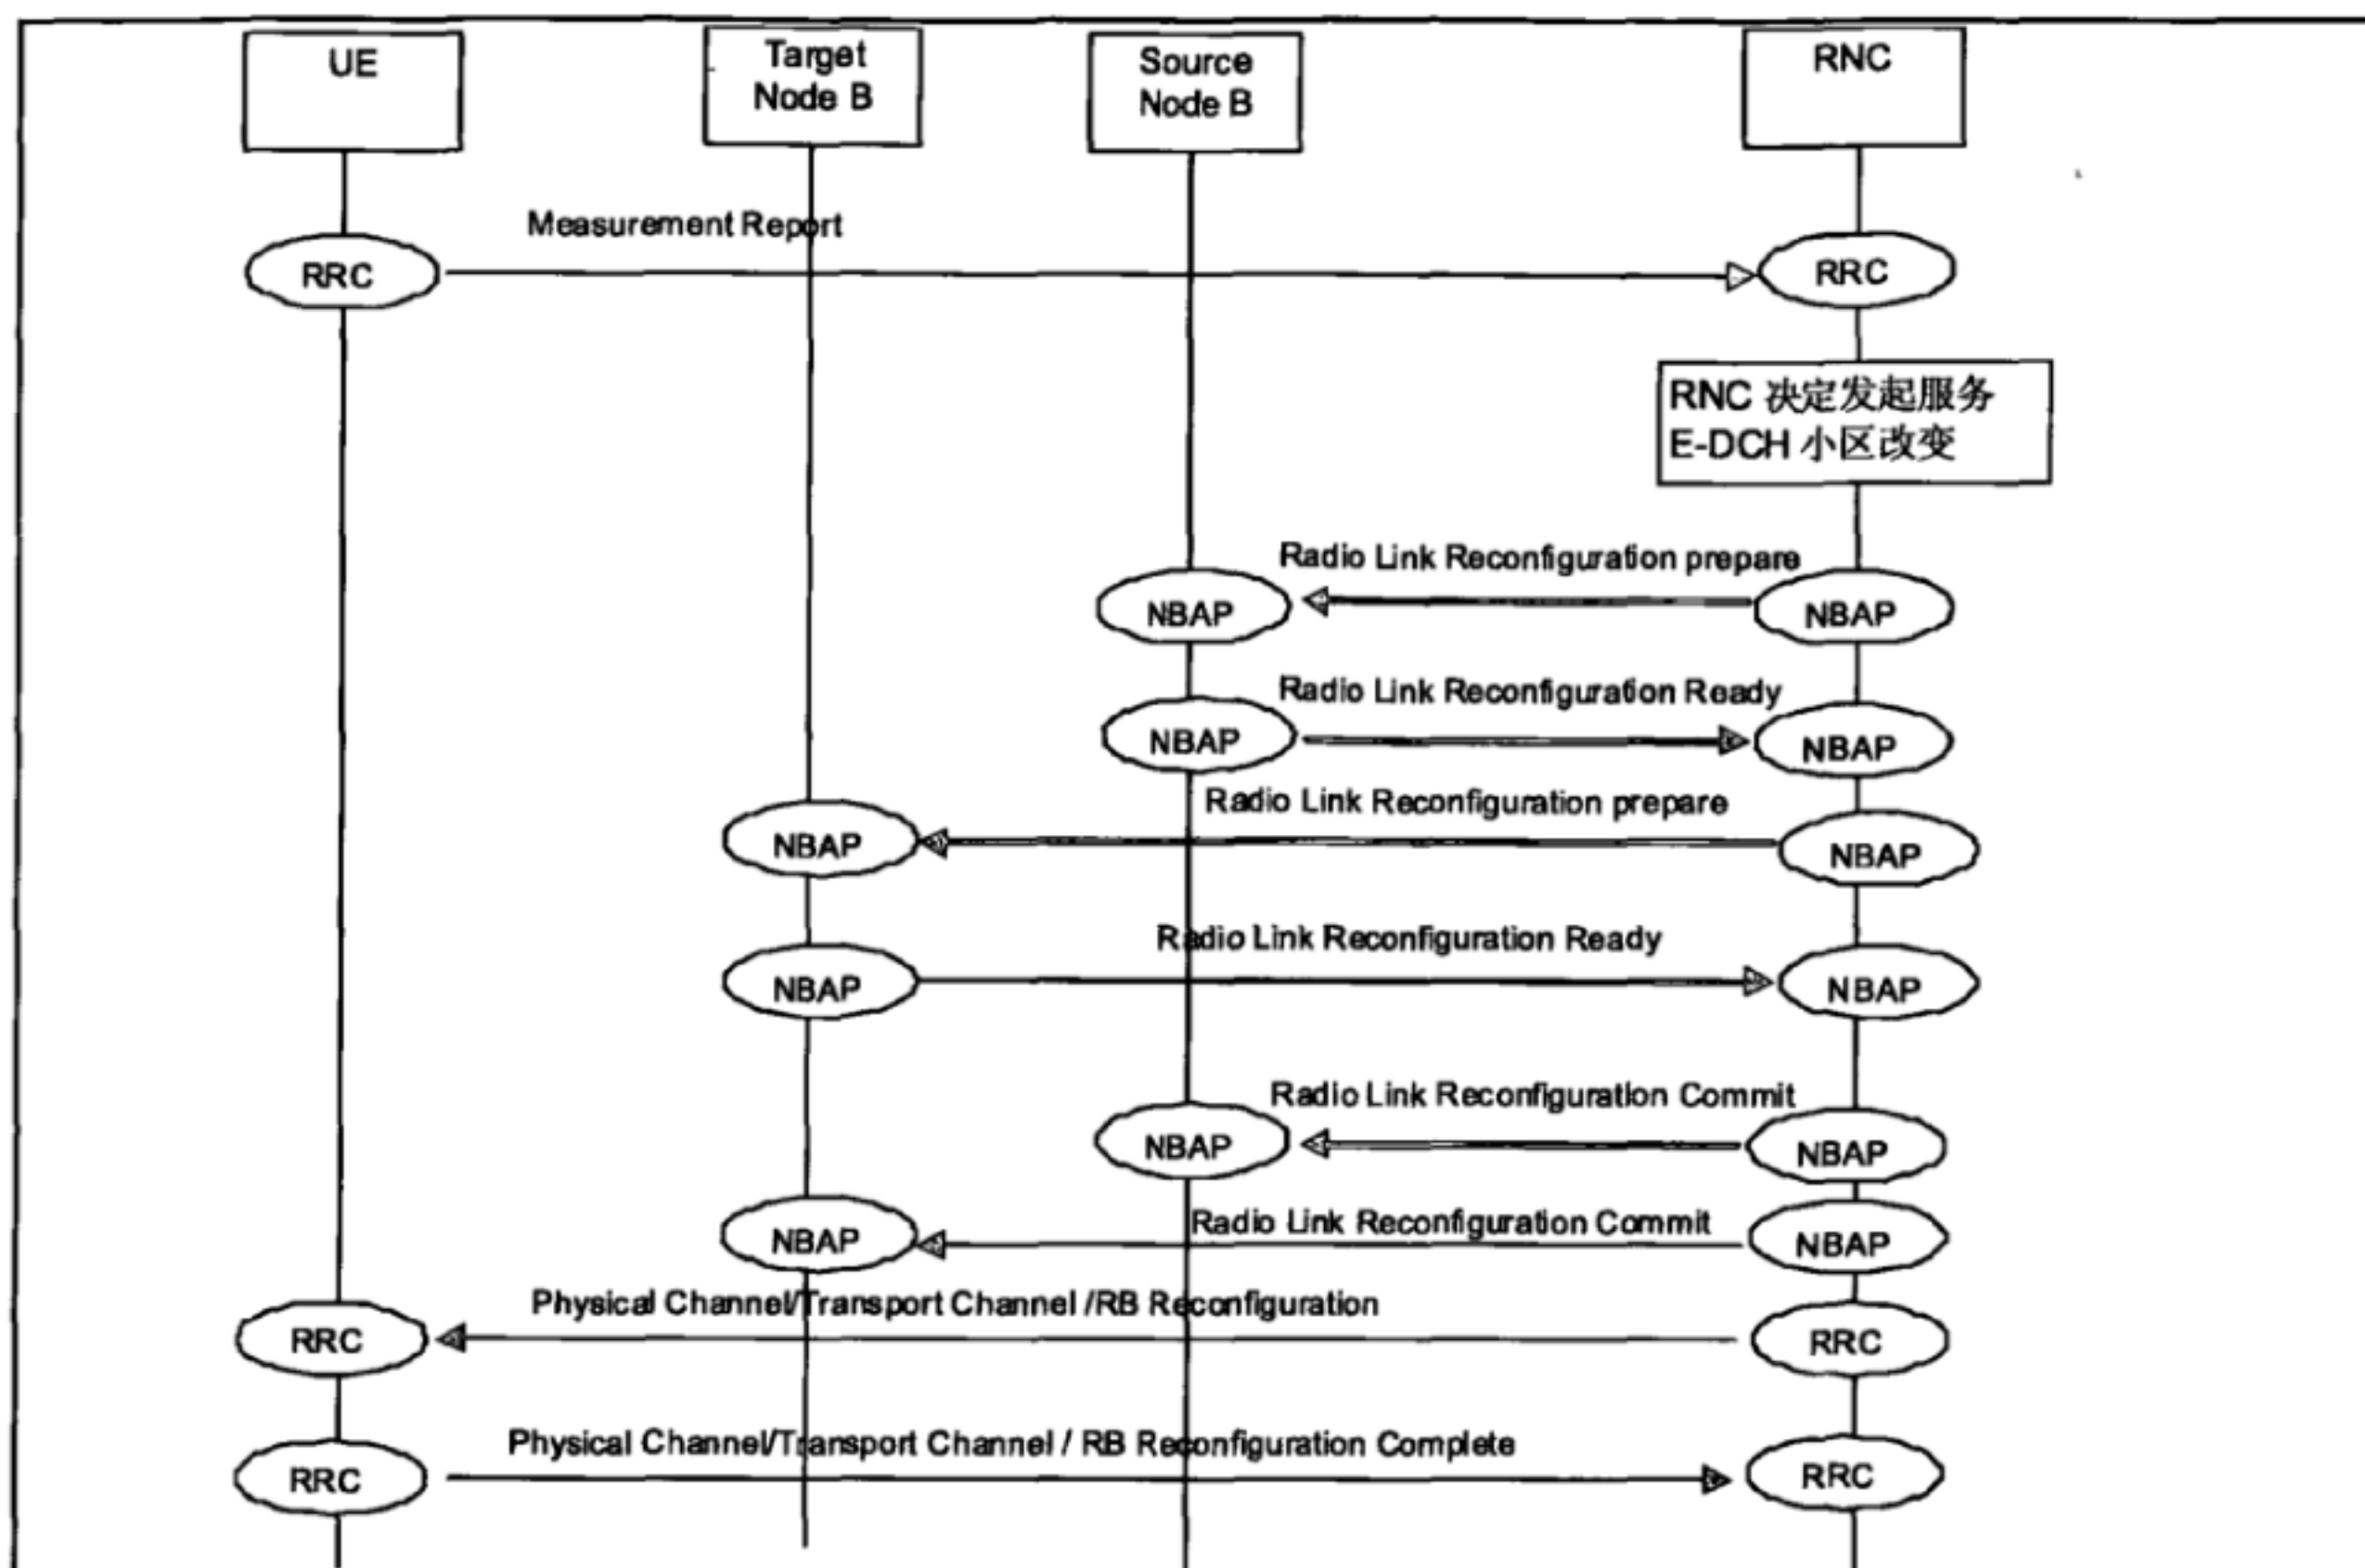 UE
Target
Node B
Source
Node B
RNC
Measurement Report
RRC
RRC
RNC 决定发起服务
E-DCH 小区改变
Radio Link Reconfiguration prepare
NBAP
NBAP
Radio Link Reconfiguration Ready
NBAP
NBAP
Radio Link Reconfiguration prepare
NBAP
NBAP
Radio Link Reconfiguration Ready
NBAP
NBAP
Radio Link Reconfiguration Commit
NBAP
NBAP
Radio Link Reconfiguration Commit
NBAP
NBAP
Physical Channel/Transport Channel /RB Reconfiguration
RRC
RRC
Physical Channel/Transport Channel / RB Reconfiguration Complete
RRC
RRC